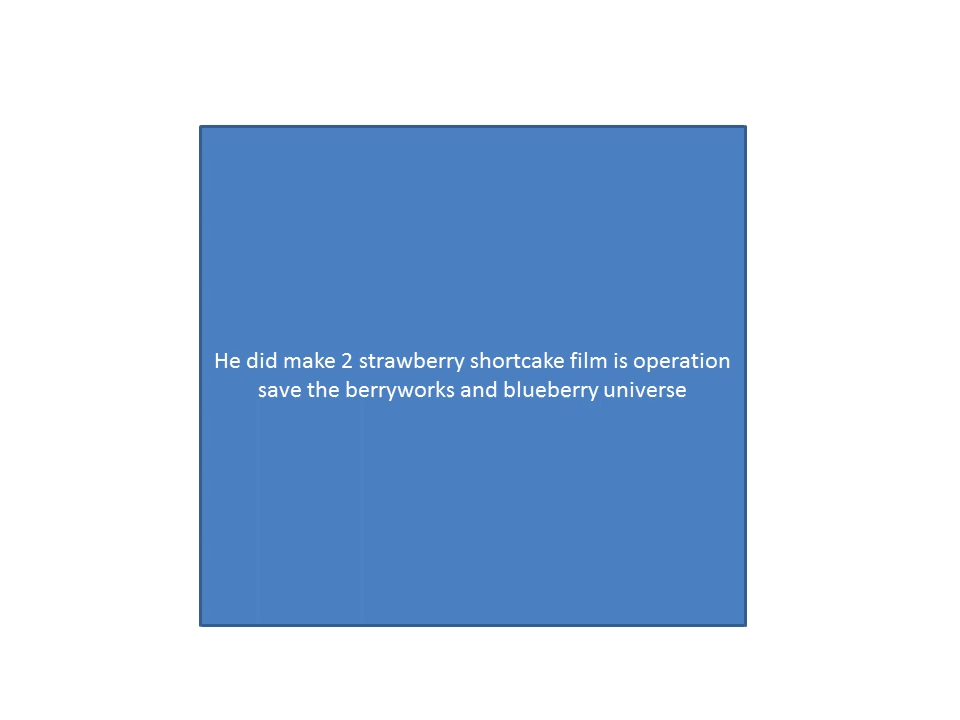 He did make 2 strawberry shortcake film is operation
save the berryworks and blueberry universe